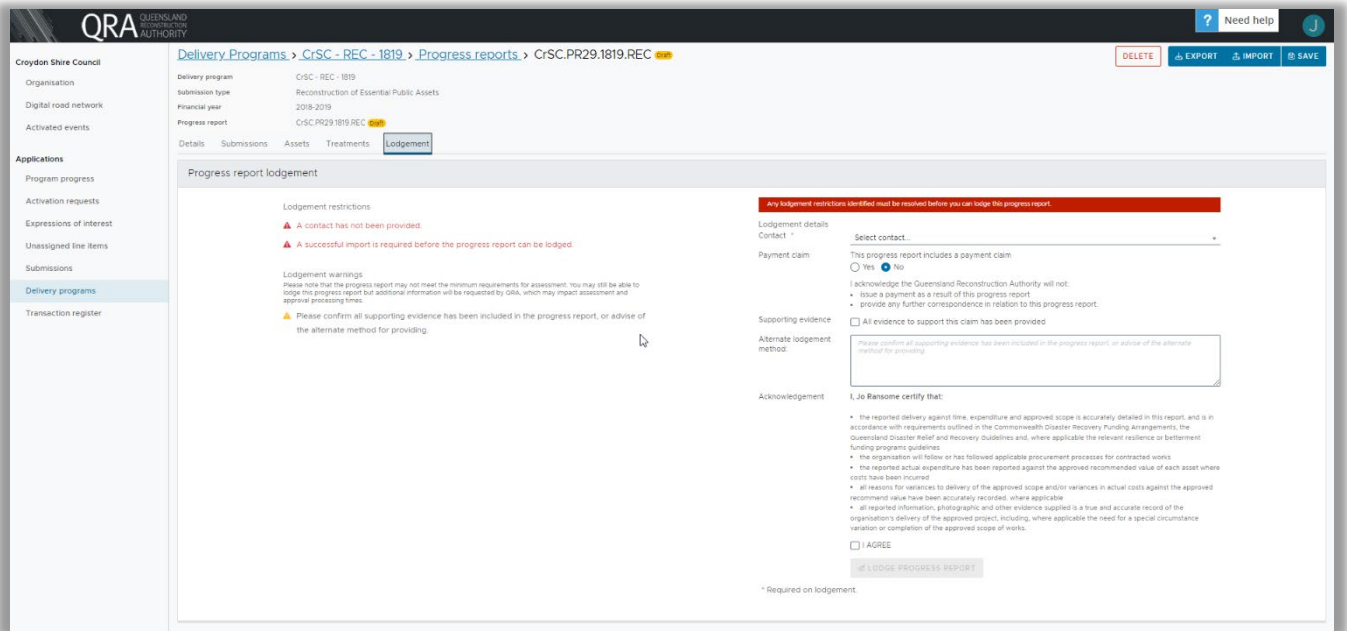 QRA QUEENSLAND
RECONSTRUCTION
AUTHORITY
? Need help
J
Croydon Shire Council
Organisation
Digital road network
Activated events
Applications
Program progress
Activation requests
Expressions of interest
Unassigned line items
Submissions
Delivery programs
Transaction register
Delivery Programs > CrSC - REC - 1819 > Progress reports > CrSC.PR29.1819.REC Draft
DELETE EXPORT IMPORT SAVE
Delivery program CrSC - REC - 1819
Submission type Reconstruction of Essential Public Assets
Financial year 2018-2019
Progress report CrSC.PR29.1819.REC Draft
Details Submissions Assets Treatments Lodgement
Progress report lodgement
Lodgement restrictions
A contact has not been provided.
A successful import is required before the progress report can be lodged.
Lodgement warnings
Please note that the progress report may not meet the minimum requirements for assessment. You may still be able to
lodge this progress report but additional information will be requested by QRA, which may impact assessment and
approval processing times.
Please confirm all supporting evidence has been included in the progress report, or advise of
the alternate method for providing.
Any lodgement restrictions identified must be resolved before you can lodge this progress report.
Lodgement details
Contact * Select contact...
Payment claim This progress report includes a payment claim
Yes No
I acknowledge the Queensland Reconstruction Authority will not:
• issue a payment as a result of this progress report
• provide any further correspondence in relation to this progress report.
Supporting evidence All evidence to support this claim has been provided
Alternate lodgement
method:
Please confirm all supporting evidence has been included in the progress report, or advise of the alternate
method for providing
Acknowledgement I, Jo Ransome certify that:
• the reported delivery against time, expenditure and approved scope is accurately detailed in this report, and is in
accordance with requirements outlined in the Commonwealth Disaster Recovery Funding Arrangements, the
Queensland Disaster Relief and Recovery Guidelines and, where applicable the relevant resilience or betterment
funding programs guidelines
• the organisation will follow or has followed applicable procurement processes for contracted works
• the reported actual expenditure has been reported against the approved recommended value of each asset where
costs have been incurred
• all reasons for variances to delivery of the approved scope and/or variances in actual costs against the approved
recommend value have been accurately recorded, where applicable
• all reported information, photographic and other evidence supplied is a true and accurate record of the
organisation's delivery of the approved project, including, where applicable the need for a special circumstance
variation or completion of the approved scope of works.
I AGREE
LODGE PROGRESS REPORT
* Required on lodgement.